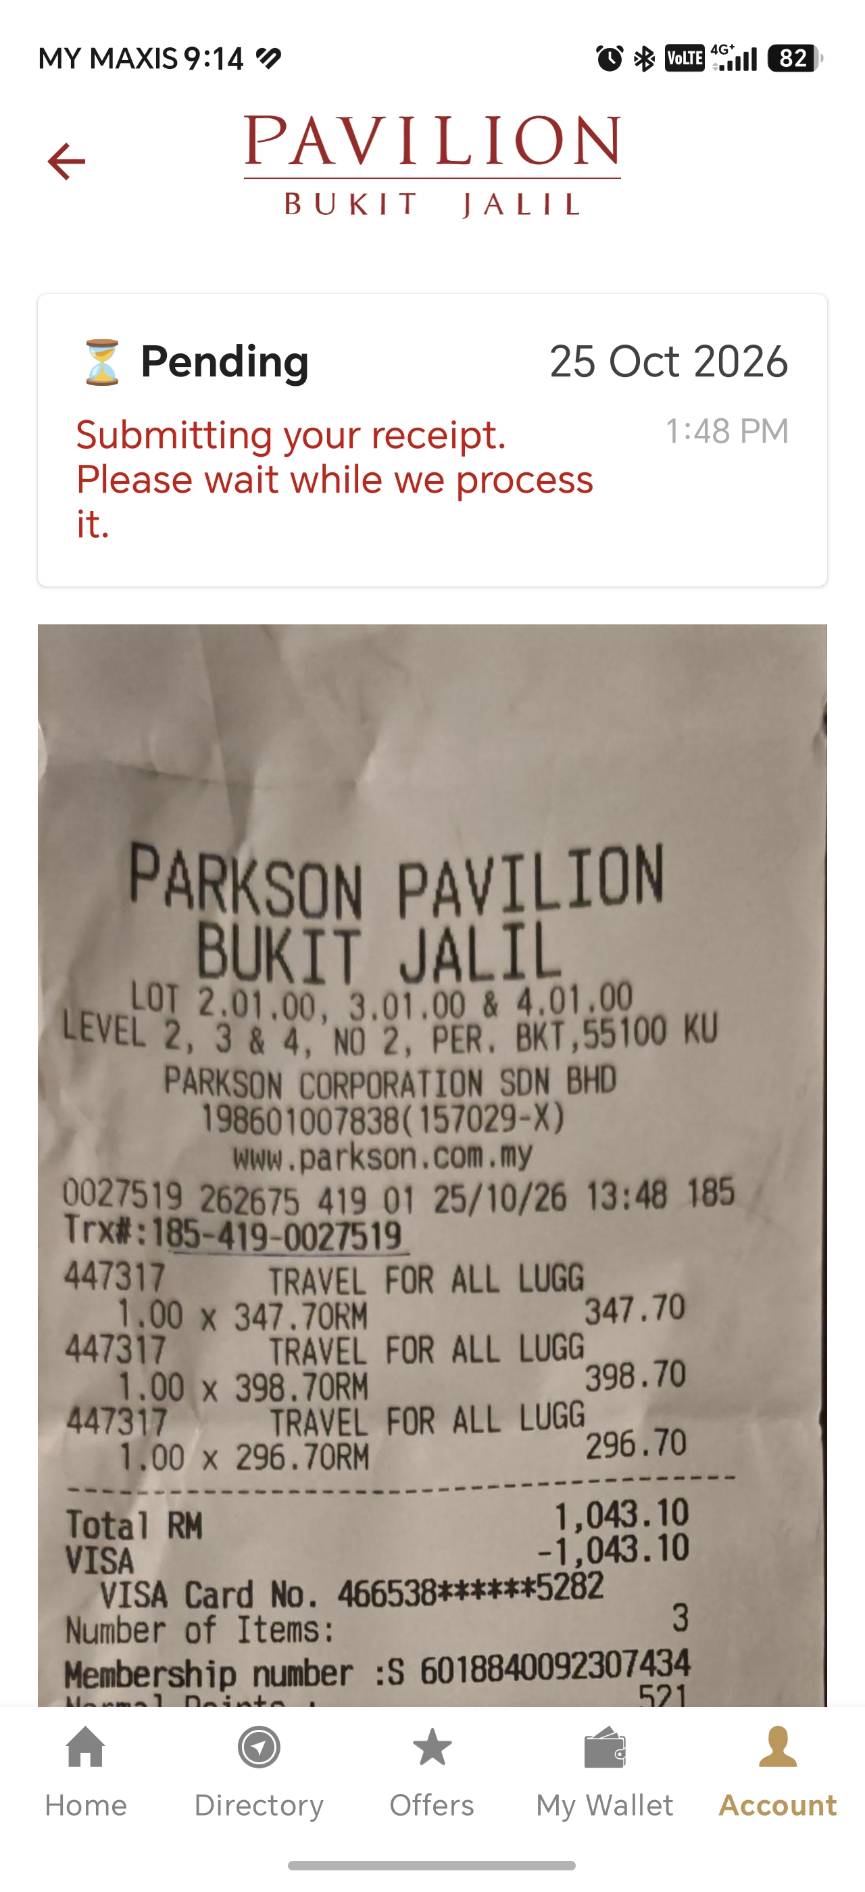 MY MAXIS 9:14
VoLTE 4G+ 82
PAVILION
BUKIT JALIL
Pending 25 Oct 2026
Submitting your receipt. 1:48 PM
Please wait while we process
it.
PARKSON PAVILION
BUKIT JALIL
LOT 2.01.00, 3.01.00 & 4.01.00
LEVEL 2, 3 & 4, NO 2, PER. BKT,55100 KU
PARKSON CORPORATION SDN BHD
198601007838(157029-X)
www.parkson.com.my
0027519 262675 419 01 25/10/26 13:48 185
Trx#:185-419-0027519
447317 TRAVEL FOR ALL LUGG
1.00 x 347.70RM 347.70
447317 TRAVEL FOR ALL LUGG
1.00 x 398.70RM 398.70
447317 TRAVEL FOR ALL LUGG
1.00 x 296.70RM 296.70
Total RM 1,043.10
VISA -1,043.10
VISA Card No. 466538******5282
Number of Items: 3
Membership number :S 6018840092307434
Normal Points : 521
Home Directory Offers My Wallet Account